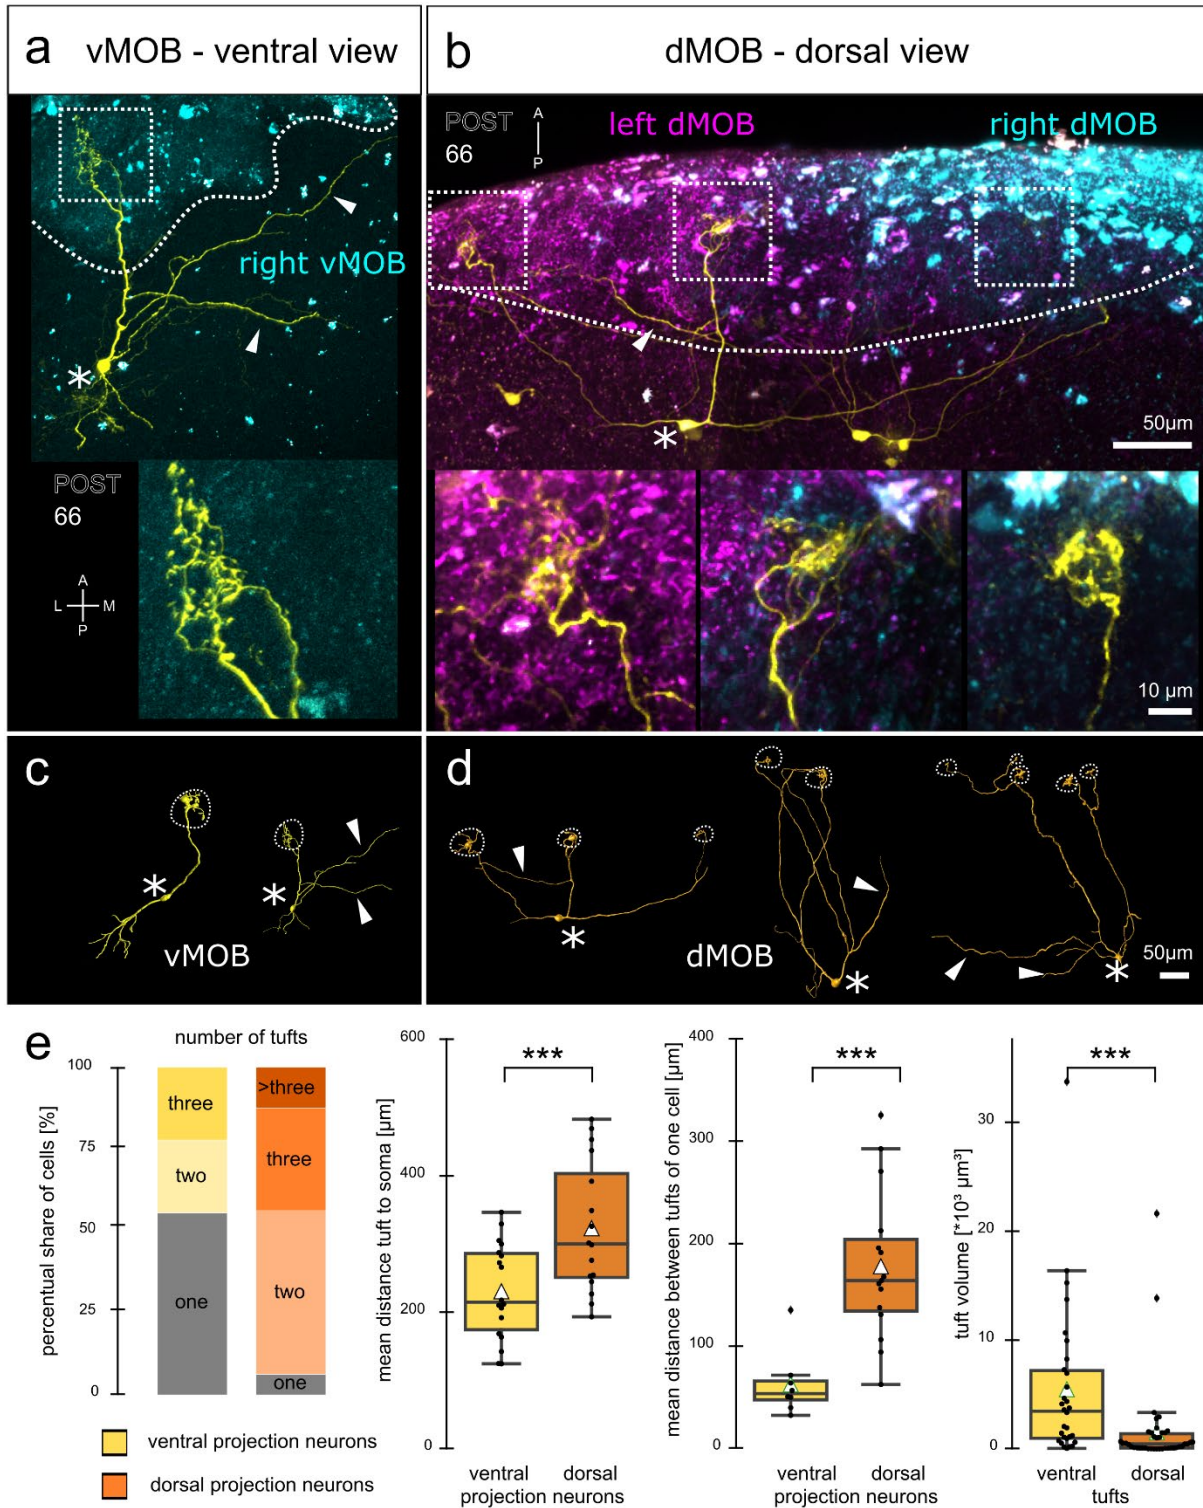 a vMOB - ventral view
b dMOB - dorsal view
POST
66
right vMOB
POST
66
A
L M
P
A
P
left dMOB
right dMOB
*
50µm
10 µm
c
*
*
vMOB
d
*
*
*
dMOB
50µm
e
number of tufts
percentual share of cells [%]
100
75
50
25
0
three
two
one
>three
three
two
one
ventral projection neurons
dorsal projection neurons
mean distance tuft to soma [µm]
600
400
200
0
***
ventral dorsal
projection neurons
mean distance between tufts of one cell [µm]
400
300
200
100
0
***
ventral dorsal
projection neurons
tuft volume [*10³ µm³]
30
20
10
0
***
ventral dorsal
tufts